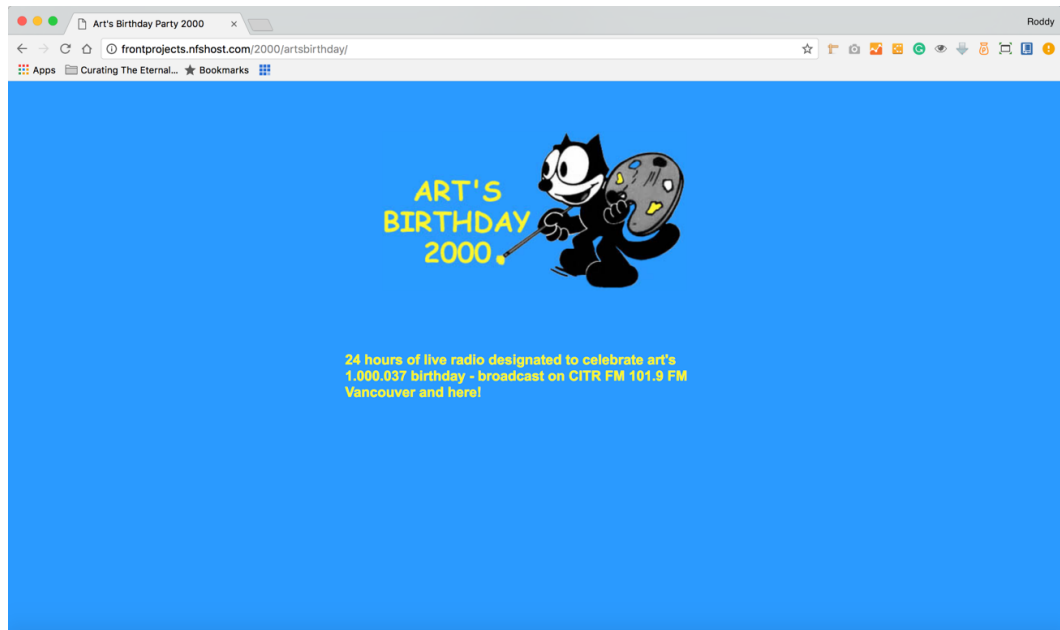 Art's Birthday Party 2000
Roddy
frontprojects.nfshost.com/2000/artsbirthday/
Apps Curating The Eternal... Bookmarks
ART'S
BIRTHDAY
2000
24 hours of live radio designated to celebrate art's
1.000.037 birthday - broadcast on CITR FM 101.9 FM
Vancouver and here!